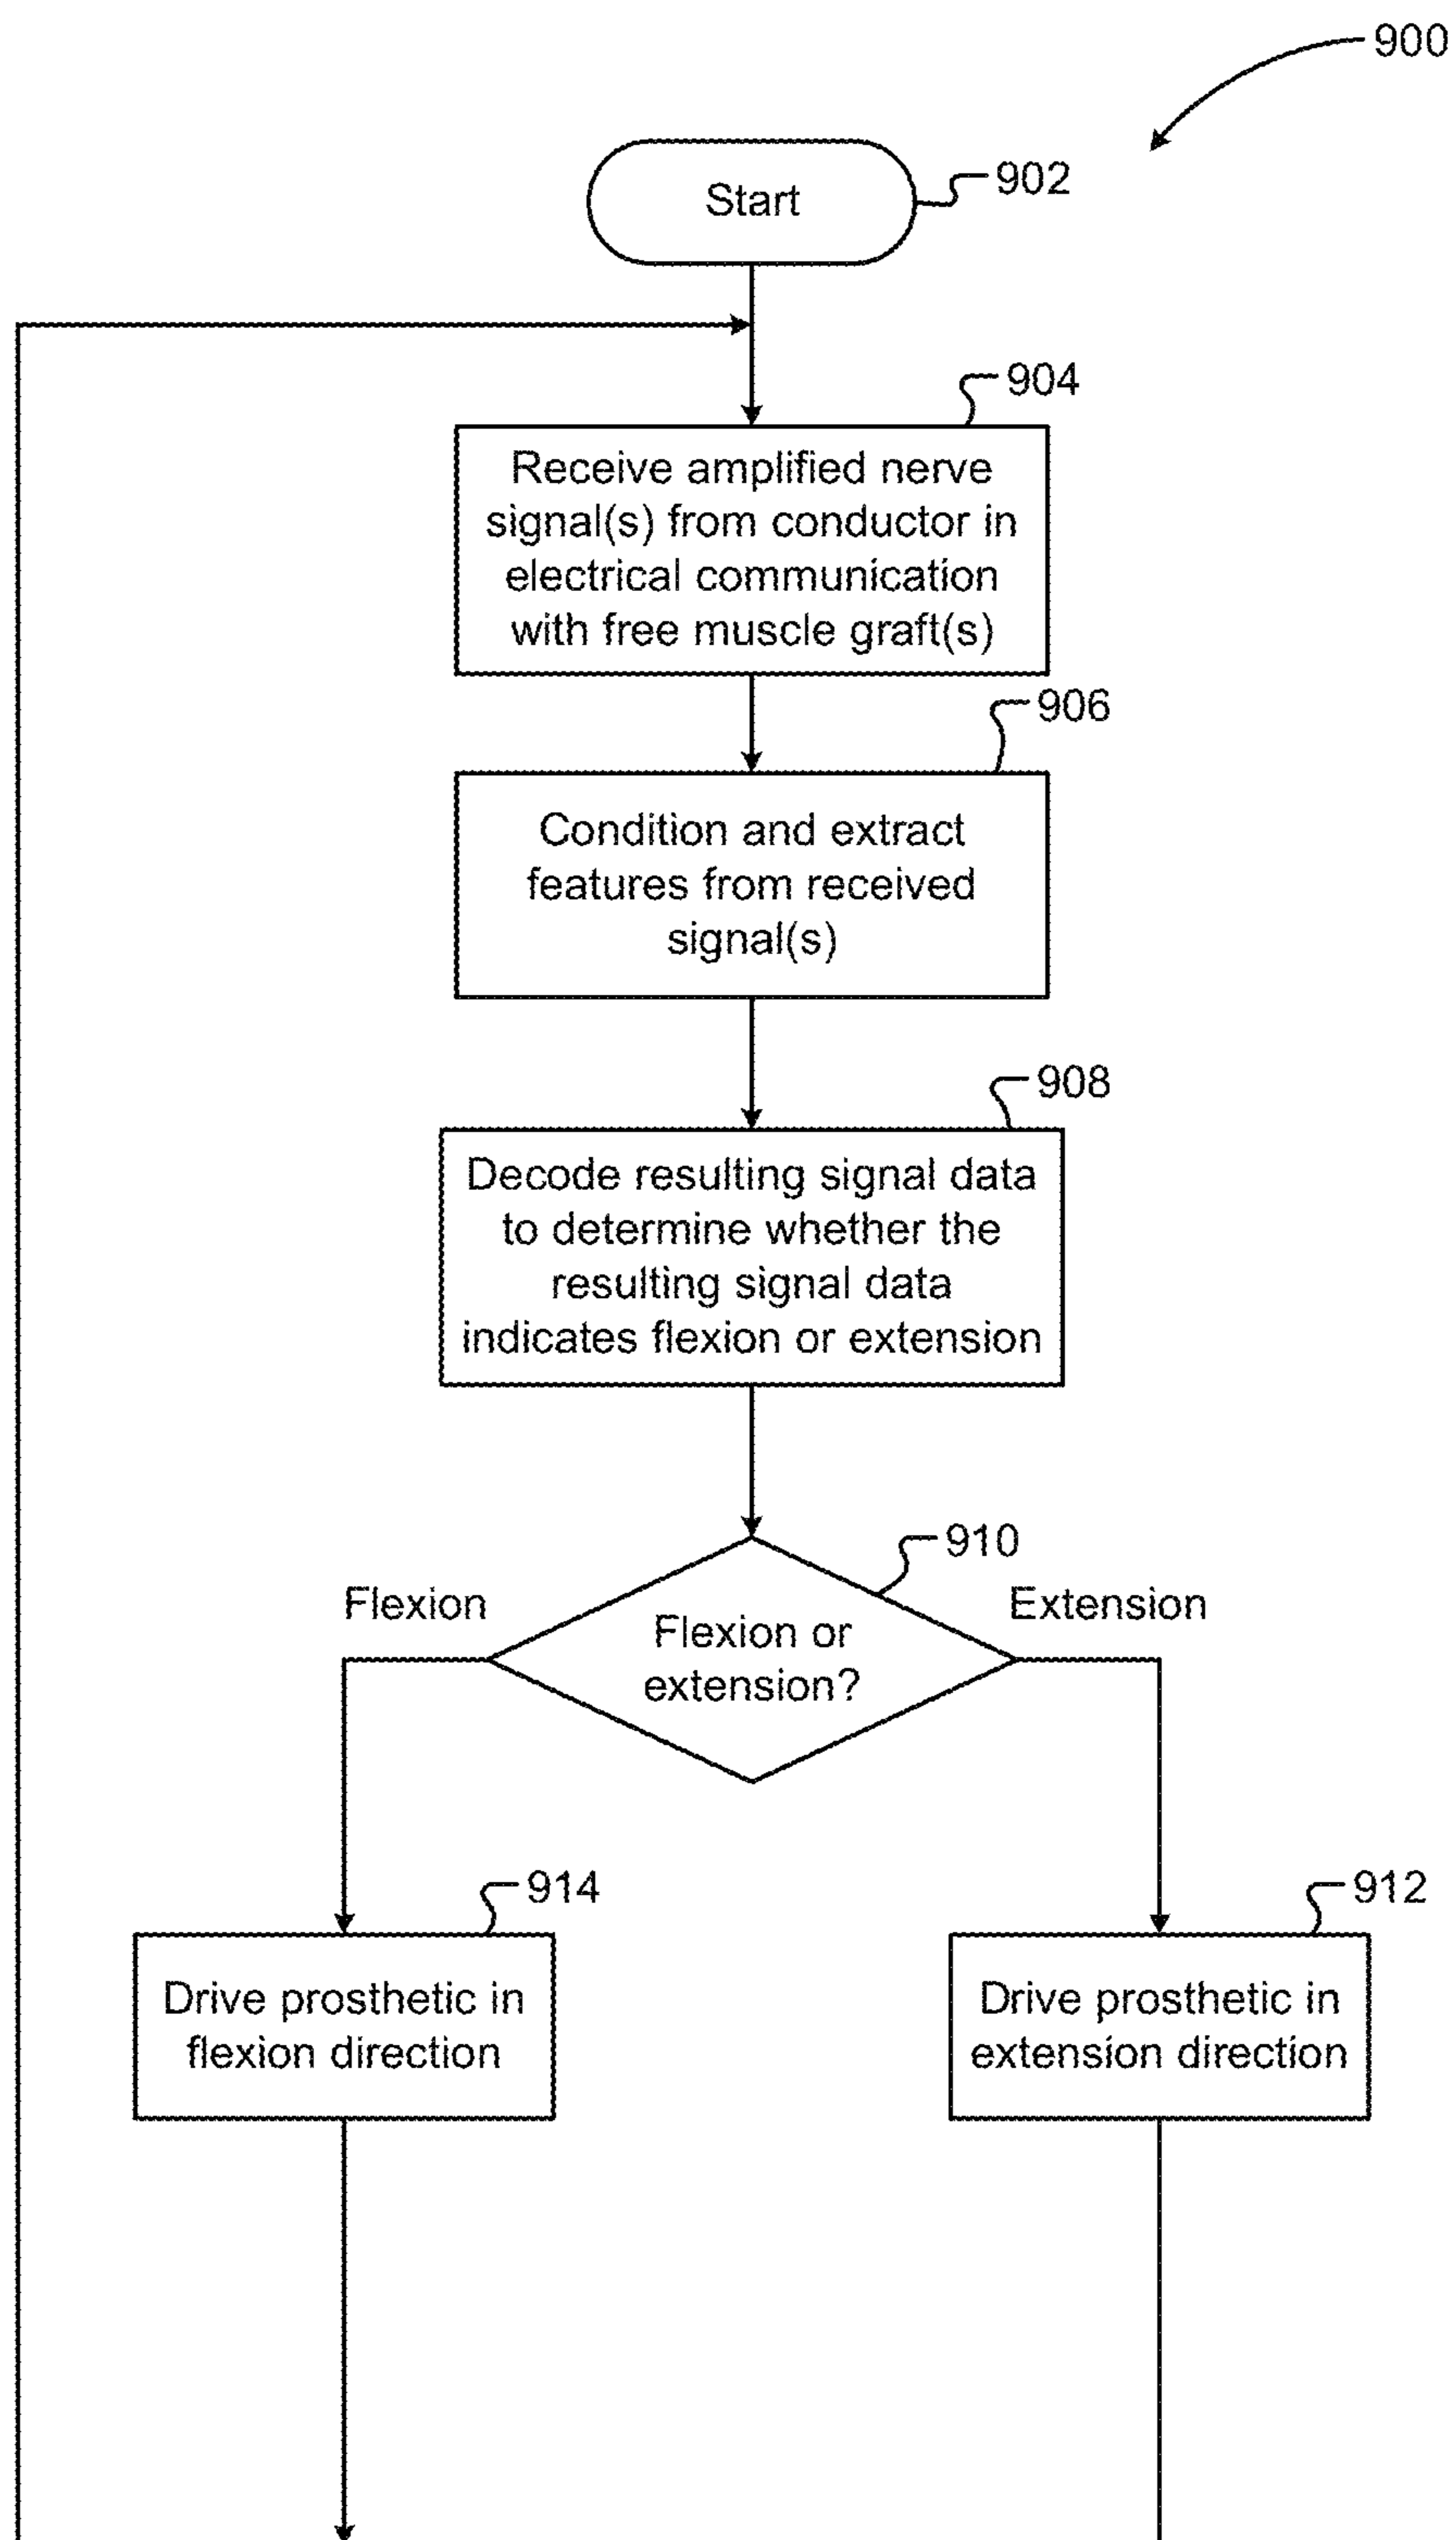 900
Start
902
904
Receive amplified nerve
signal(s) from conductor in
electrical communication
with free muscle graft(s)
906
Condition and extract
features from received
signal(s)
908
Decode resulting signal data
to determine whether the
resulting signal data
indicates flexion or extension
910
Flexion
Extension
Flexion or
extension?
914
Drive prosthetic in
flexion direction
912
Drive prosthetic in
extension direction